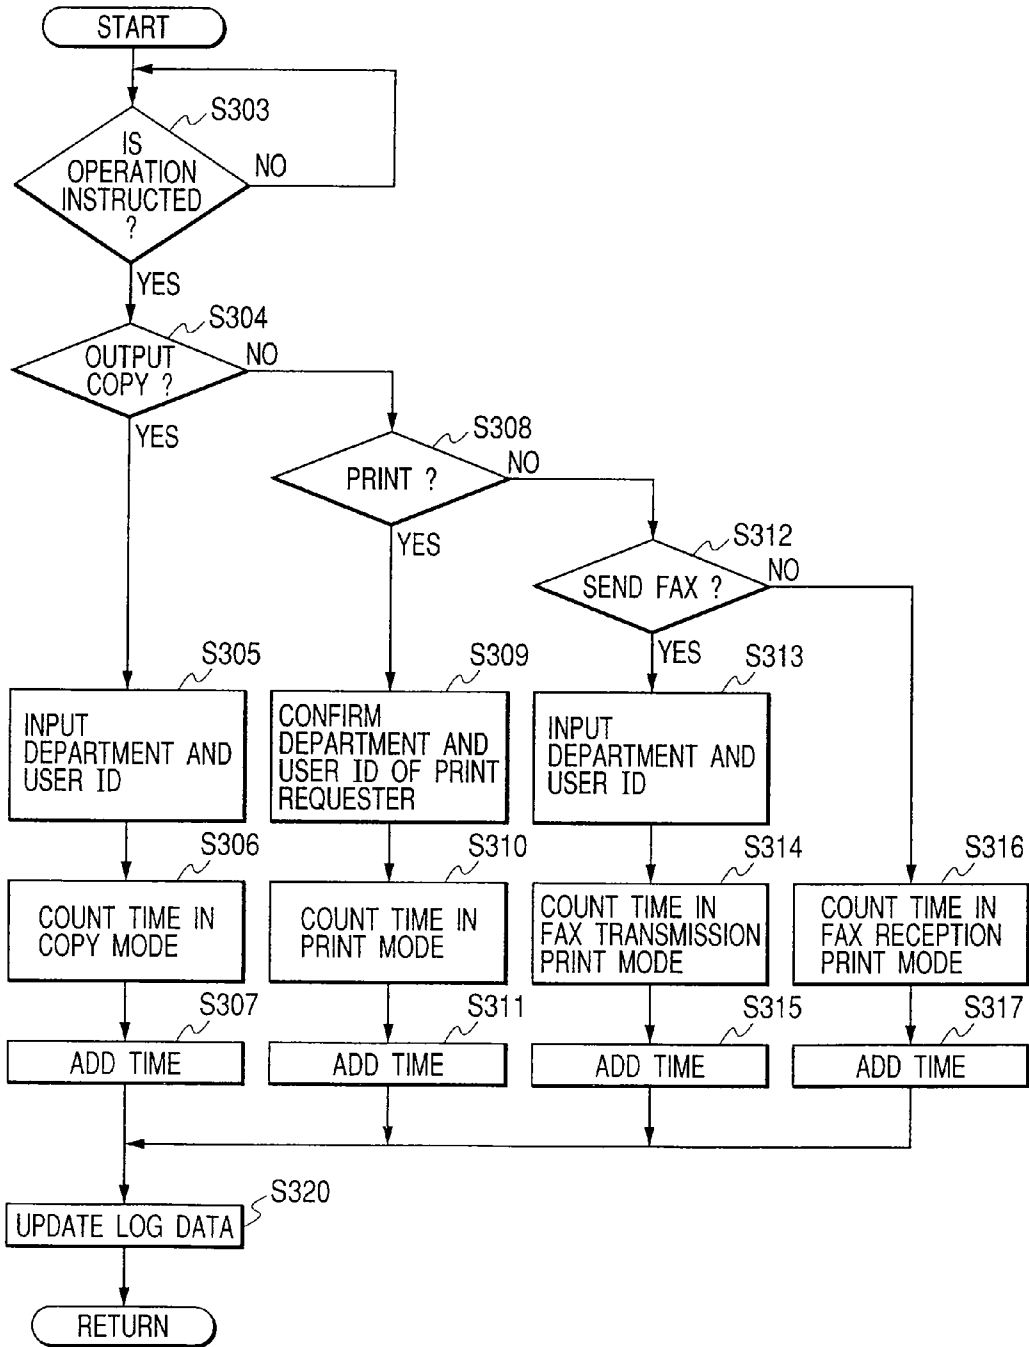 START
S303
IS
OPERATION
INSTRUCTED
?
NO
YES
S304
OUTPUT
COPY ?
NO
YES
S308
PRINT ?
NO
YES
S312
SEND FAX ?
NO
YES
S305
INPUT
DEPARTMENT AND
USER ID
S309
CONFIRM
DEPARTMENT AND
USER ID OF PRINT
REQUESTER
S313
INPUT
DEPARTMENT AND
USER ID
S306
COUNT TIME IN
COPY MODE
S310
COUNT TIME IN
PRINT MODE
S314
COUNT TIME IN
FAX TRANSMISSION
PRINT MODE
S316
COUNT TIME IN
FAX RECEPTION
PRINT MODE
S307
ADD TIME
S311
ADD TIME
S315
ADD TIME
S317
ADD TIME
S320
UPDATE LOG DATA
RETURN